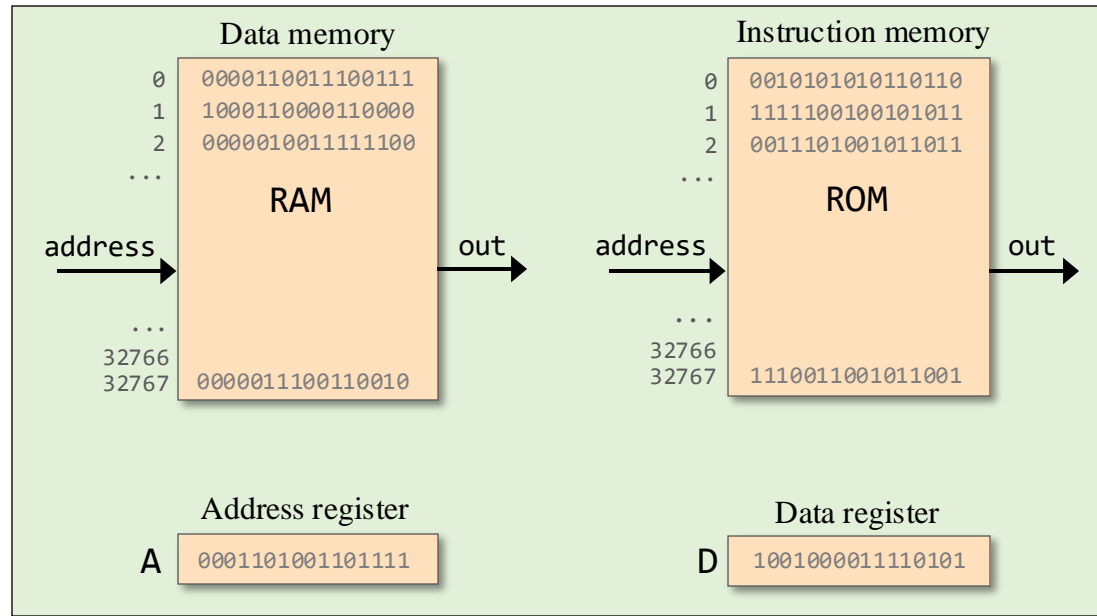 Data memory
0 0000110011100111
1 1000110000110000
2 0000010011111100
...
RAM
address
out
...
32766
32767 0000011100110010
Instruction memory
0 0010101010110110
1 1111100100101011
2 0011101001011011
...
ROM
address
out
...
32766
32767 1110011001011001
Address register
A 0001101001101111
Data register
D 1001000011110101